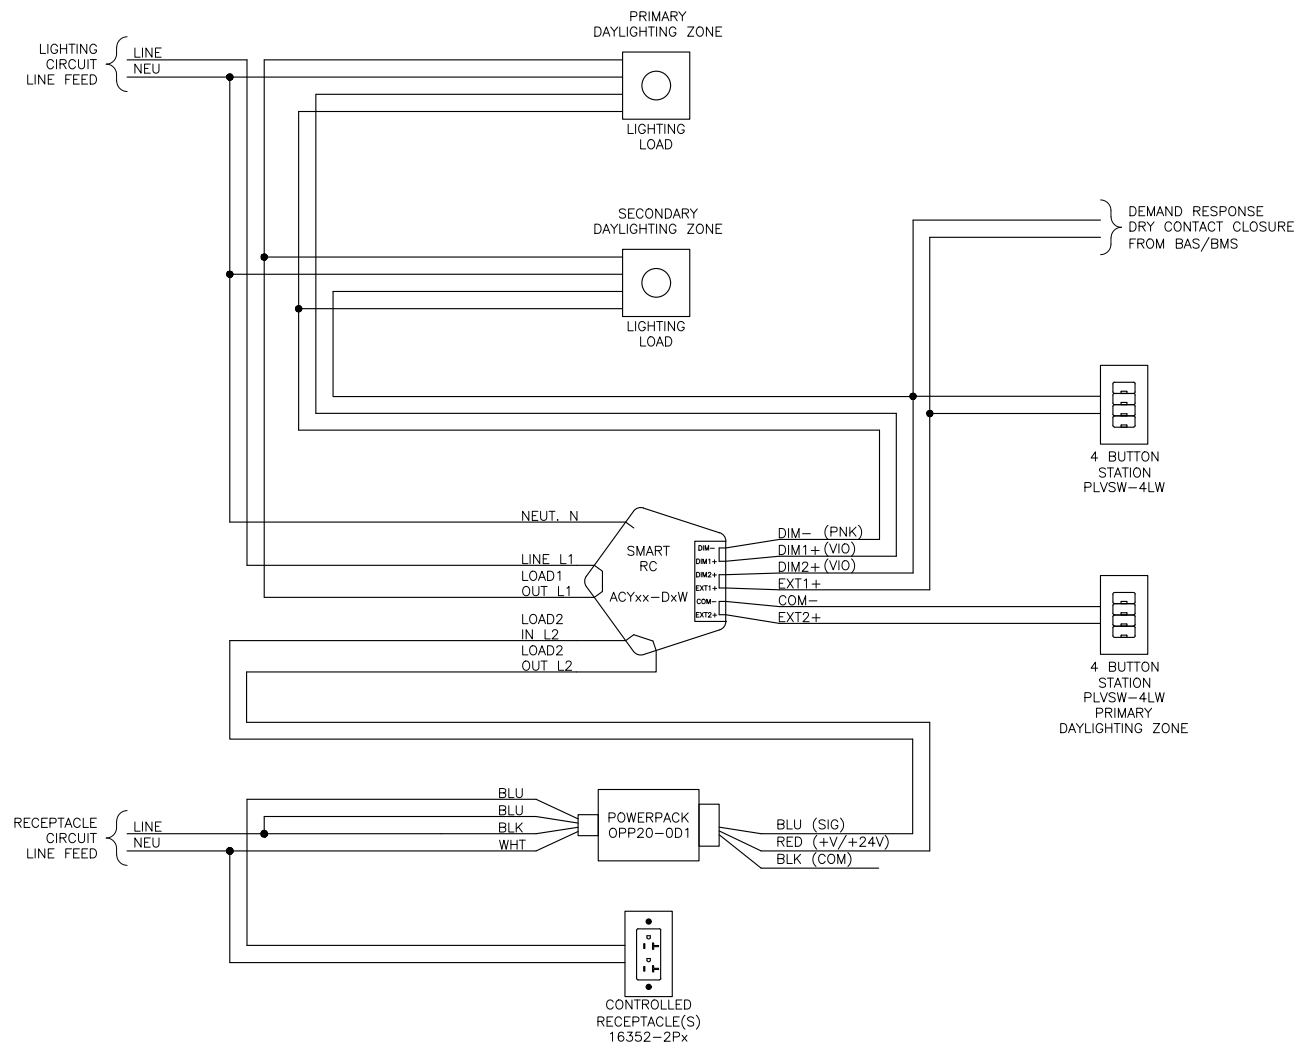 PRIMARY
DAYLIGHTING ZONE
LIGHTING
CIRCUIT
LINE FEED
LINE
NEU
LIGHTING
LOAD
SECONDARY
DAYLIGHTING ZONE
LIGHTING
LOAD
DEMAND RESPONSE
DRY CONTACT CLOSURE
FROM BAS/BMS
4 BUTTON
STATION
PLVSW-4LW
NEUT. N
LINE L1
LOAD1
OUT L1
LOAD2
IN L2
LOAD2
OUT L2
SMART
RC
ACYxx-DxW
DIM-
DIM1+
DIM2+
EXT1+
COM-
EXT2+
DIM- (PNK)
DIM1+ (VIO)
DIM2+ (VIO)
EXT1+
COM-
EXT2+
4 BUTTON
STATION
PLVSW-4LW
PRIMARY
DAYLIGHTING ZONE
RECEPTACLE
CIRCUIT
LINE FEED
LINE
NEU
BLU
BLU
BLK
WHT
POWERPACK
OPP20-0D1
BLU (SIG)
RED (+V/+24V)
BLK (COM)
CONTROLLED
RECEPTACLE(S)
16352-2Px